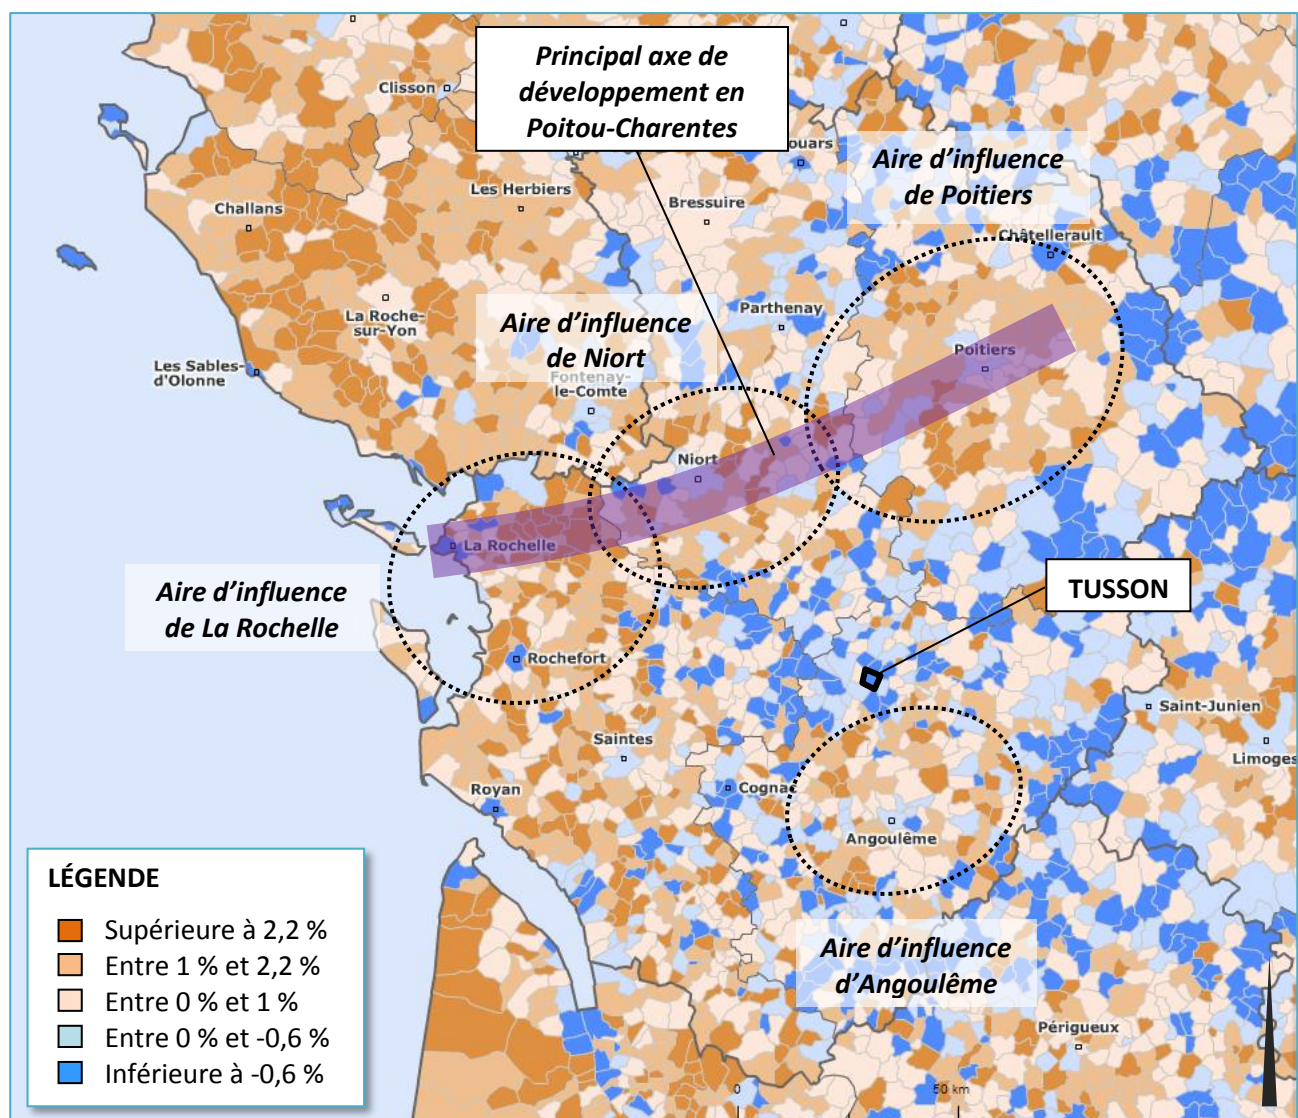 Principal axe de
développement en
Poitou-Charentes
Clisson
ouars
Aire d'influence
de Poitiers
Les Herbiers
Bressuire
Challans
Châtellerault
La Roche-
sur-Yon
Aire d'influence
de Niort
Parthenay
Poitiers
Les Sables-
d'Olonne
Fontenay-
le-Comte
Niort
La Rochelle
Aire d'influence
de La Rochelle
TUSSON
Rochefort
Saint-Junien
Saintes
Limoges
Royan
Cognac
Angoulême
LÉGENDE
Supérieure à 2,2 %
Entre 1 % et 2,2 %
Entre 0 % et 1 %
Entre 0 % et -0,6 %
Inférieure à -0,6 %
Aire d'influence
d'Angoulême
Périgueux
0 50 km